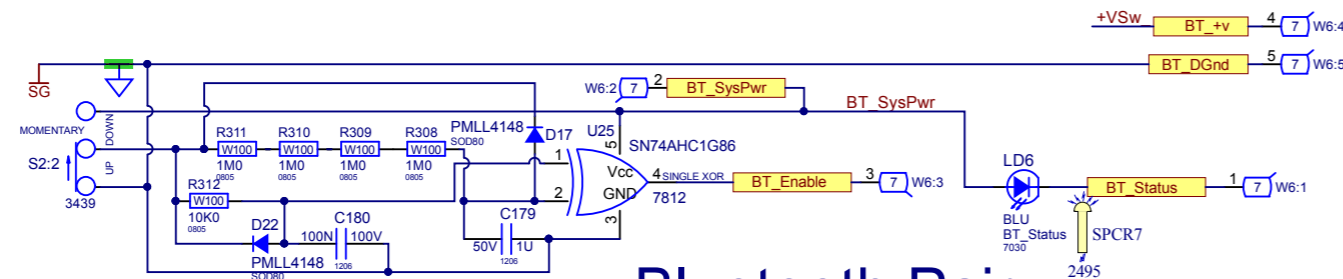 +VSw
BT_+v
4
7
W6:4
BT_DGnd
5
7
W6:5
SG
W6:2
7
2
BT_SysPwr
BT_SysPwr
MOMENTARY
DOWN
UP
S2:2
3439
R311
W100
1M0
0805
R310
W100
1M0
0805
R309
W100
1M0
0805
R308
W100
1M0
0805
PMLL4148
SOD80
D17
U25
SN74AHC1G86
5
1
2
Vcc
GND
3
4
SINGLE XOR
7812
BT_Enable
3
7
W6:3
R312
W100
10K0
0805
D22
PMLL4148
SOD80
C180
100N
100V
1206
C179
50V
1U
1206
LD6
BLU
BT_Status
7030
BT_Status
1
7
W6:1
SPCR7
2495